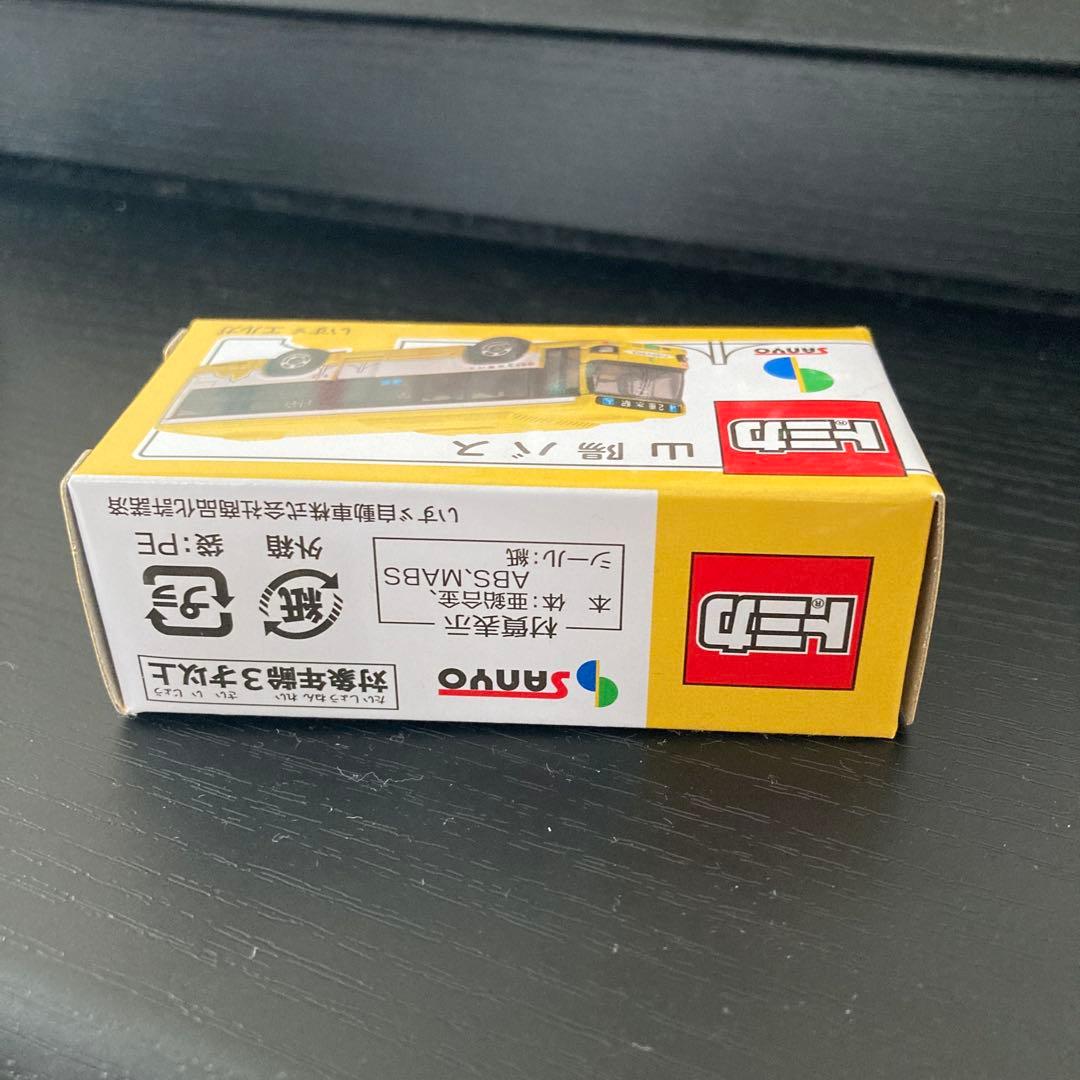 トミカ®
SANYO
山陽バス
いすゞエルガ
トミカ®
SANYO
たいしょうねんれい さい いじょう
対象年齢3才以上
材質表示
本 体:亜鉛合金、
ABS、MABS
シール:紙
紙
外箱
プラ
袋:PE
いすゞ自動車株式会社商品化許諾済